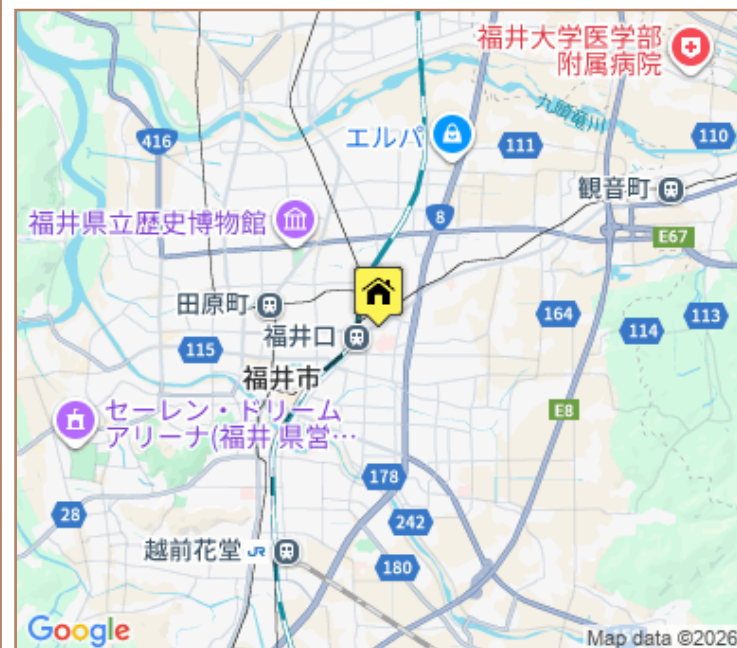 福井大学医学部
附属病院
九頭竜川
416
エルパ
111
110
観音町
福井県立歴史博物館
8
E67
田原町
福井口
164
114
113
115
福井市
セーレン・ドリーム
アリーナ(福井 県営…
E8
178
28
242
越前花堂 JR
180
Google
Map data ©2026